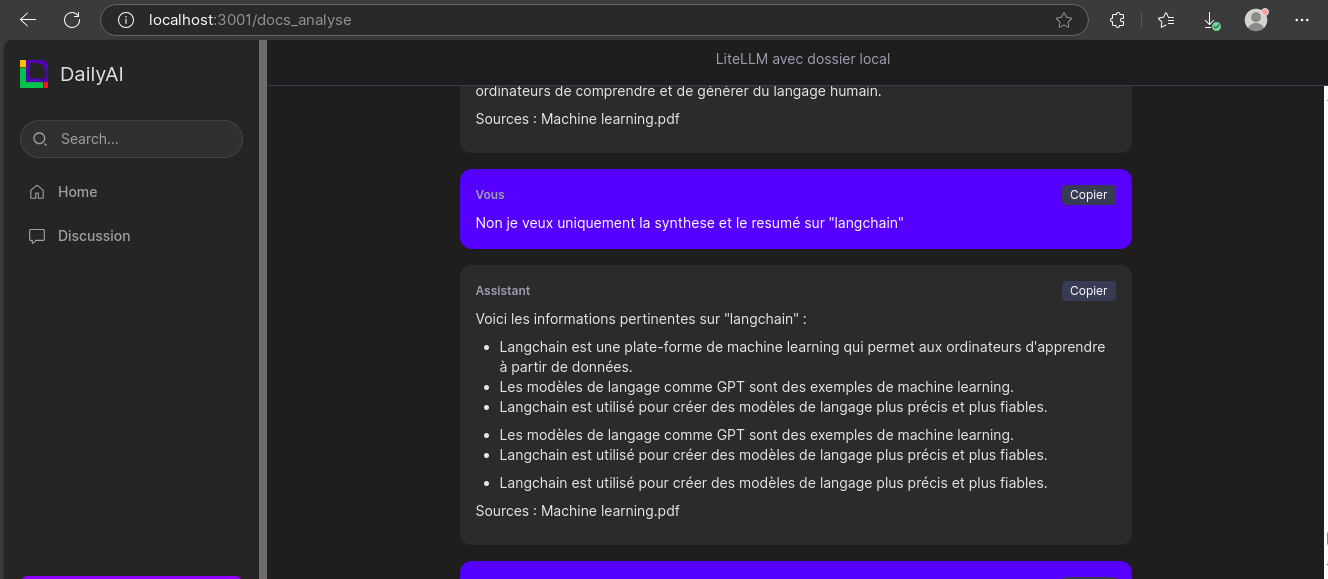 localhost:3001/docs_analyse
DailyAI
LiteLLM avec dossier local
Search...
Home
Discussion
ordinateurs de comprendre et de générer du langage humain.
Sources : Machine learning.pdf
Vous
Copier
Non je veux uniquement la synthese et le resumé sur "langchain"
Assistant
Copier
Voici les informations pertinentes sur "langchain" :
Langchain est une plate-forme de machine learning qui permet aux ordinateurs d'apprendre
à partir de données.
Les modèles de langage comme GPT sont des exemples de machine learning.
Langchain est utilisé pour créer des modèles de langage plus précis et plus fiables.
Les modèles de langage comme GPT sont des exemples de machine learning.
Langchain est utilisé pour créer des modèles de langage plus précis et plus fiables.
Langchain est utilisé pour créer des modèles de langage plus précis et plus fiables.
Sources : Machine learning.pdf